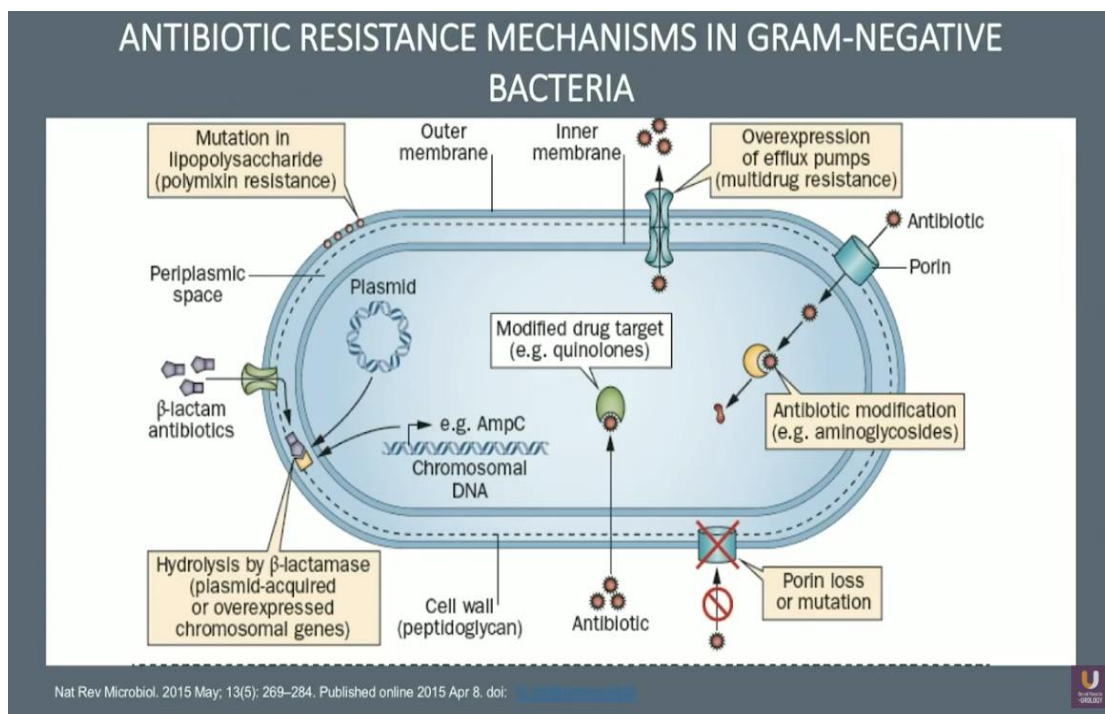 ANTIBIOTIC RESISTANCE MECHANISMS IN GRAM-NEGATIVE
BACTERIA
Mutation in
lipopolysaccharide
(polymixin resistance)
Outer
membrane
Inner
membrane
Overexpression
of efflux pumps
(multidrug resistance)
Antibiotic
Porin
Periplasmic
space
Plasmid
Modified drug target
(e.g. quinolones)
β-lactam
antibiotics
e.g. AmpC
Chromosomal
DNA
Antibiotic modification
(e.g. aminoglycosides)
Hydrolysis by β-lactamase
(plasmid-acquired
or overexpressed
chromosomal genes)
Cell wall
(peptidoglycan)
Antibiotic
Porin loss
or mutation
Nat Rev Microbiol. 2015 May; 13(5): 269–284. Published online 2015 Apr 8. doi:
U
UROLOGY